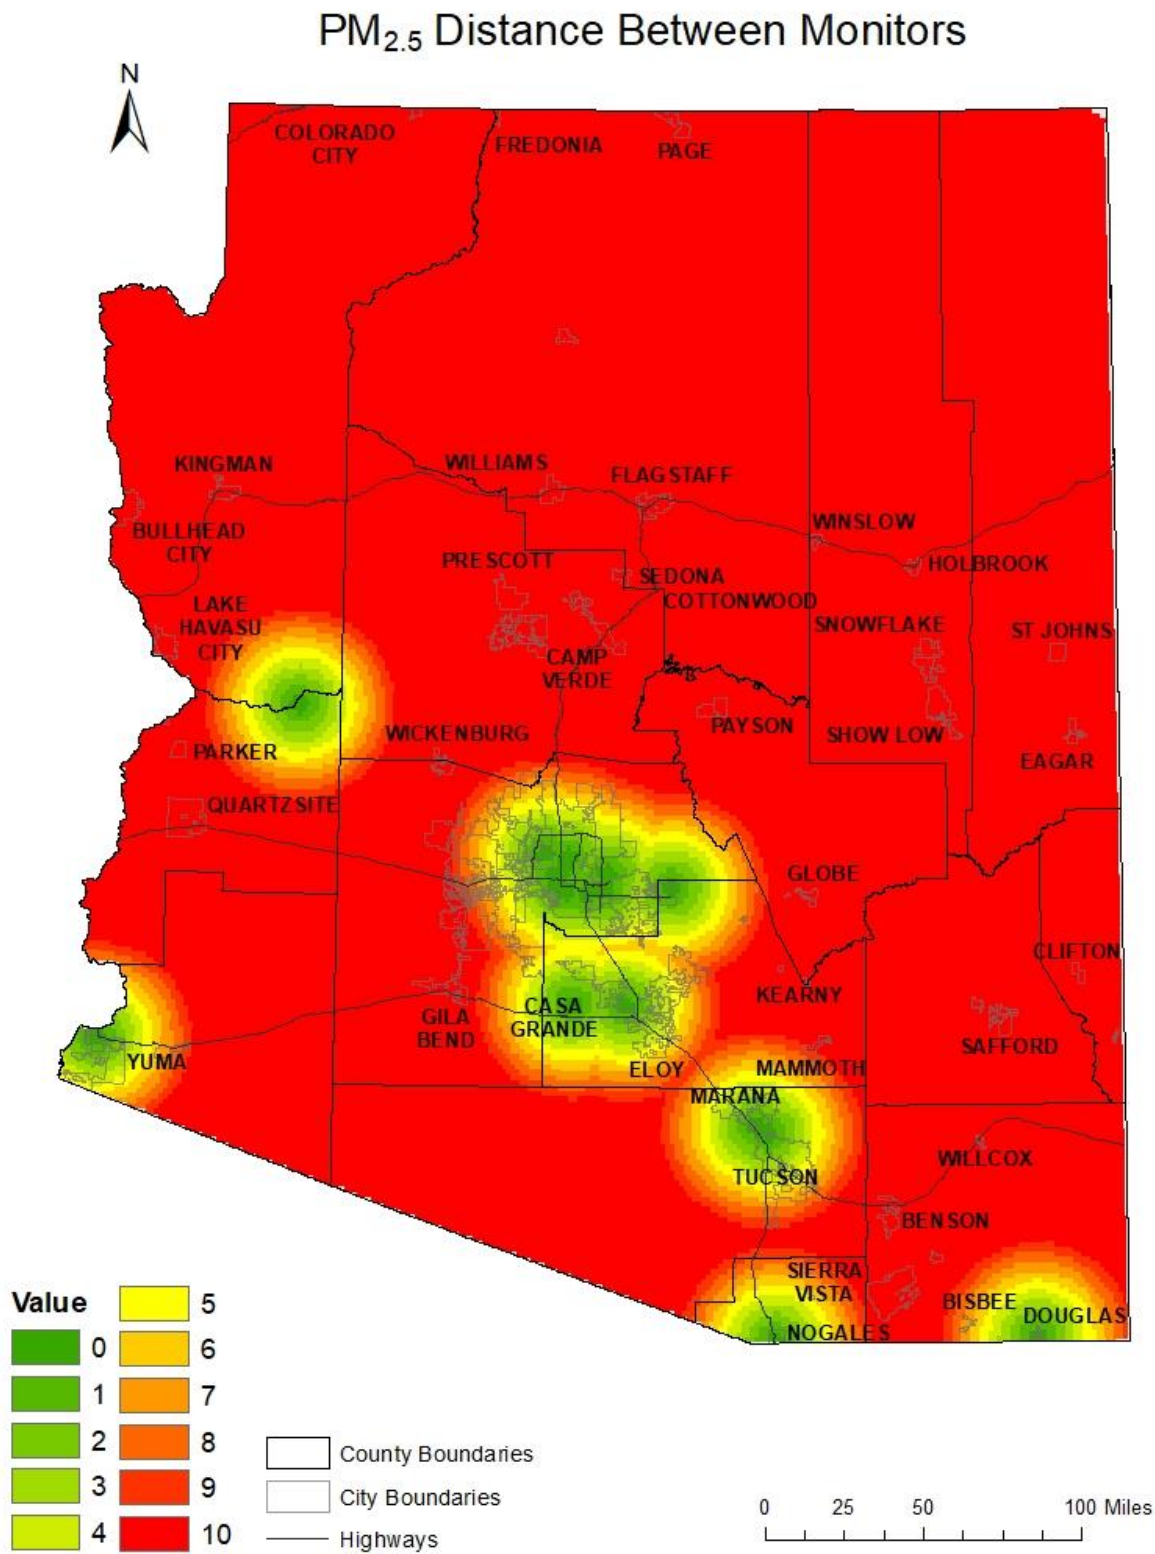 PM2.5 Distance Between Monitors
N
COLORADO
CITY
FREDONIA
PAGE
KINGMAN
WILLIAMS
FLAGSTAFF
BULLHEAD
CITY
WINSLOW
PRESCOTT
HOLBROOK
SEDONA
COTTONWOOD
LAKE
HAVASU
CITY
SNOWFLAKE
ST JOHNS
CAMP
VERDE
PARKER
WICKENBURG
PAYSON
SHOW LOW
EAGAR
QUARTZSITE
GLOBE
CLIFTON
KEARNY
GILA
BEND
CASA
GRANDE
SAFFORD
YUMA
ELOY
MAMMOTH
MARANA
TUCSON
WILLCOX
BENSON
SIERRA
VISTA
BISBEE
DOUGLAS
NOGALES
Value
0
1
2
3
4
5
6
7
8
9
10
County Boundaries
City Boundaries
Highways
0 25 50 100 Miles